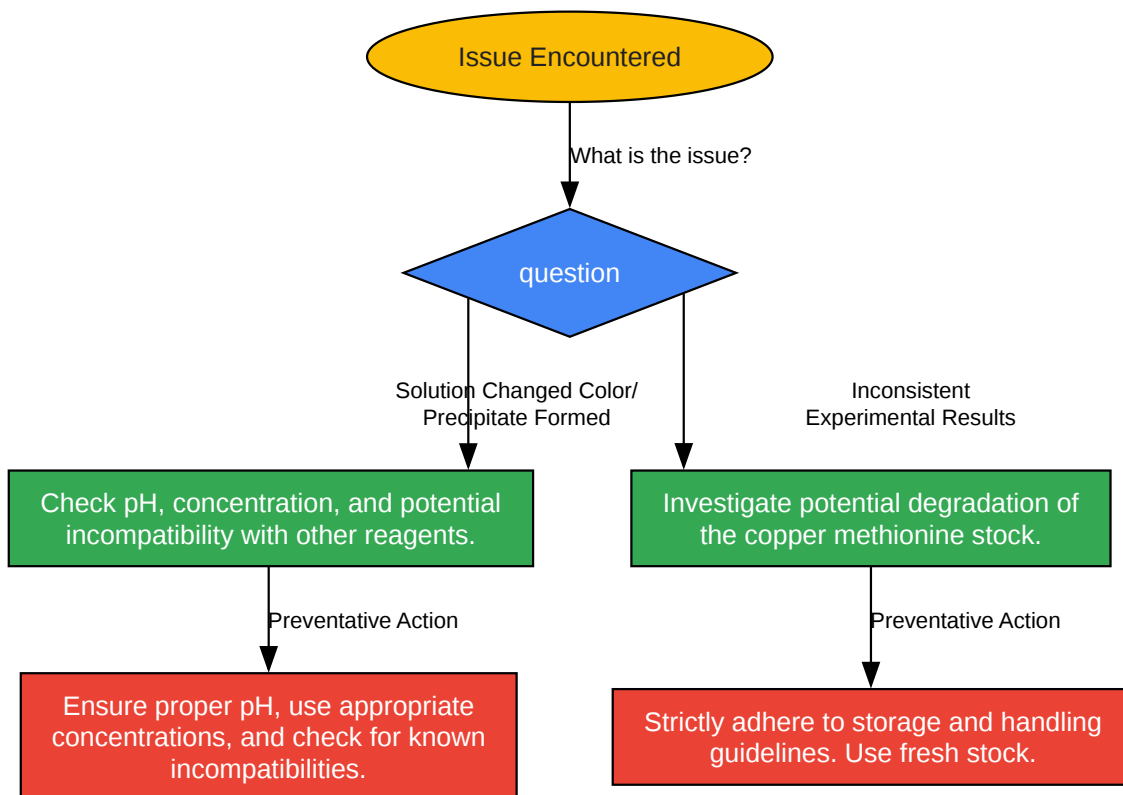 Issue Encountered
What is the issue?
question
Solution Changed Color/
Precipitate Formed
Inconsistent
Experimental Results
Check pH, concentration, and potential
incompatibility with other reagents.
Investigate potential degradation of
the copper methionine stock.
Preventative Action
Preventative Action
Ensure proper pH, use appropriate
concentrations, and check for known
incompatibilities.
Strictly adhere to storage and handling
guidelines. Use fresh stock.